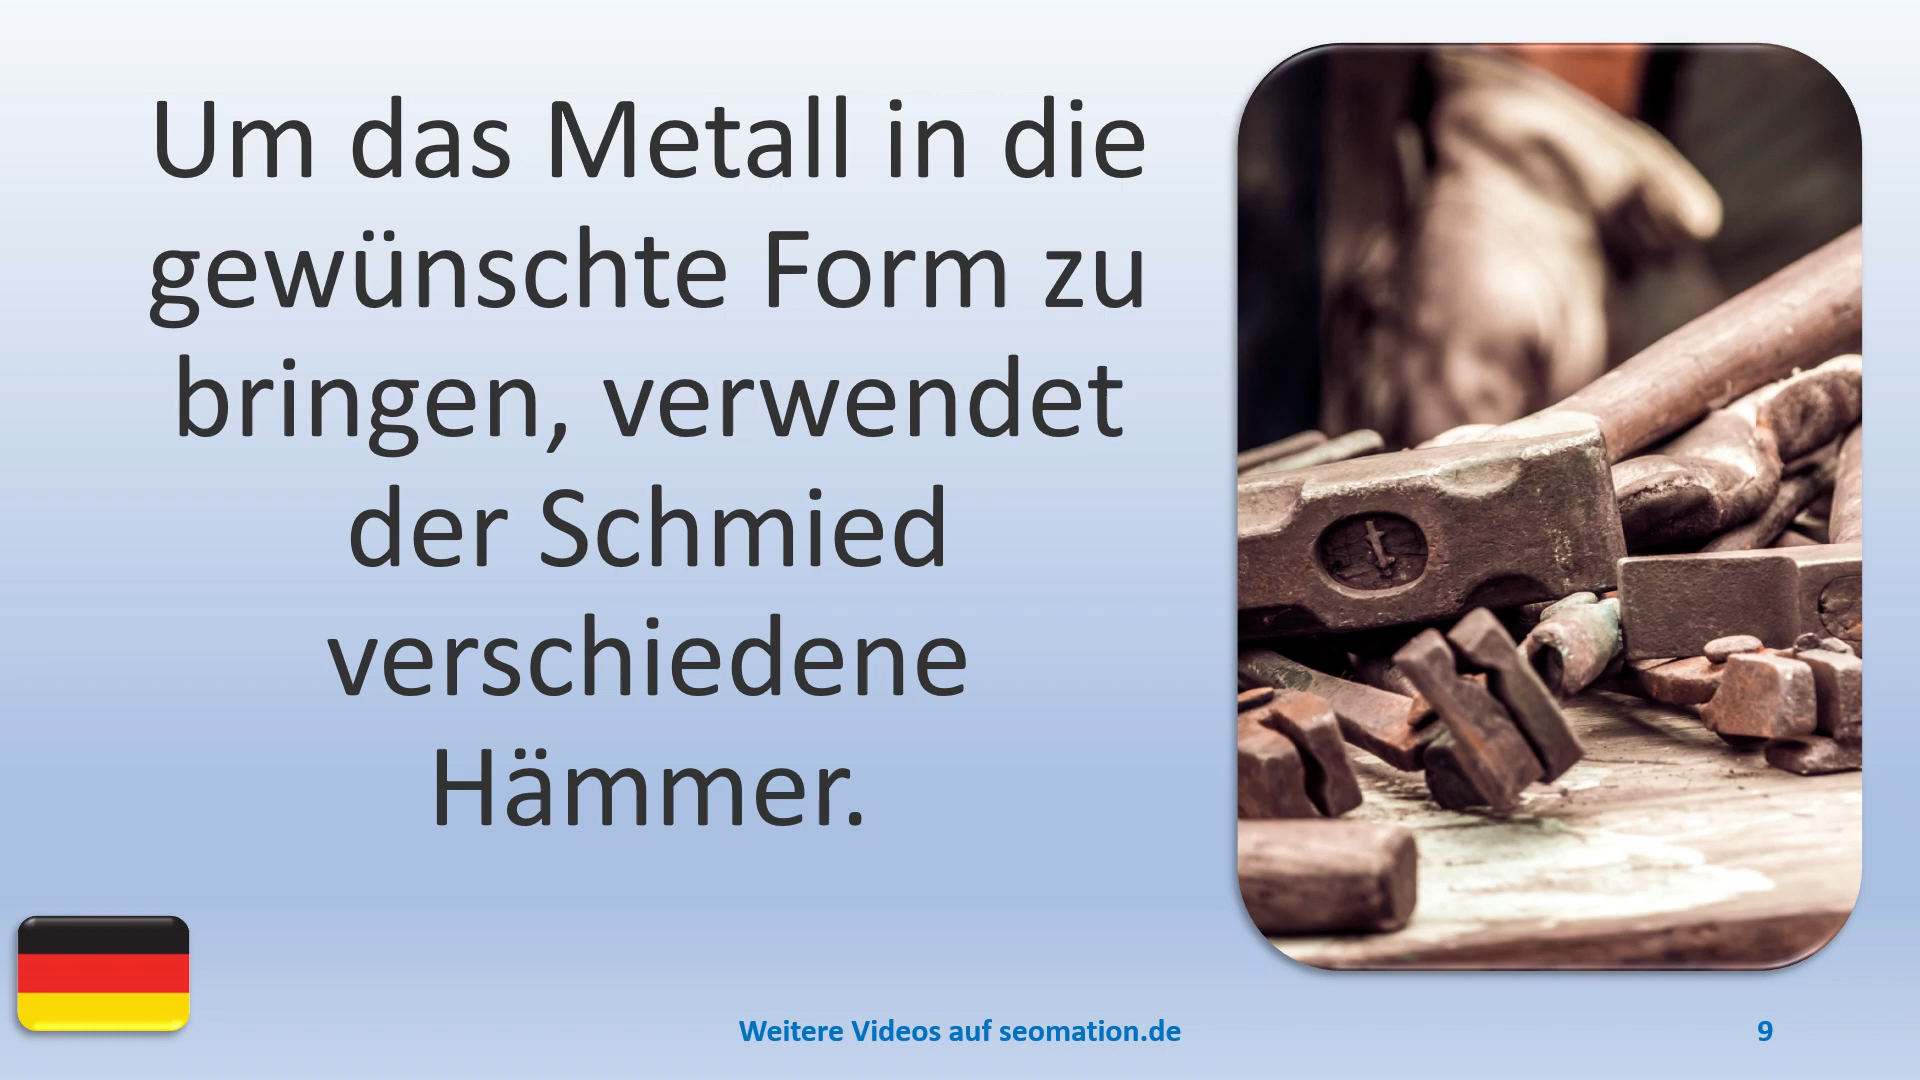 Um das Metall in die
gewünschte Form zu
bringen, verwendet
der Schmied
verschiedene
Hämmer.
Weitere Videos auf seomation.de
9